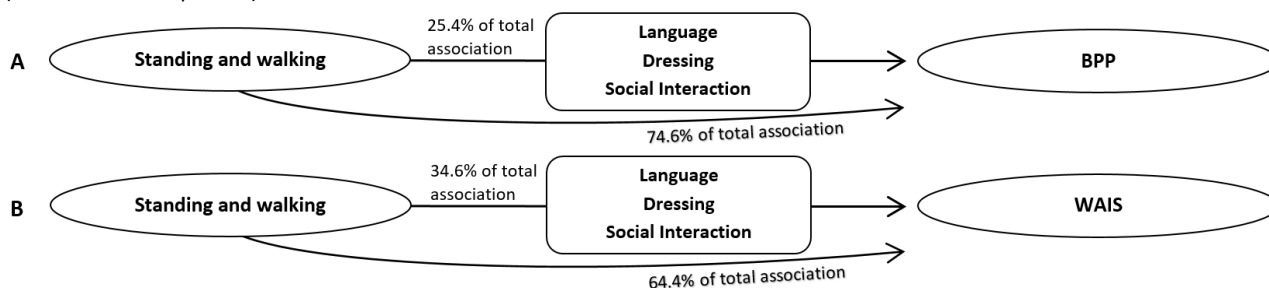 25.4% of total
association
A
Standing and walking
Language
Dressing
Social Interaction
BPP
74.6% of total association
34.6% of total
association
B
Standing and walking
Language
Dressing
Social Interaction
WAIS
64.4% of total association